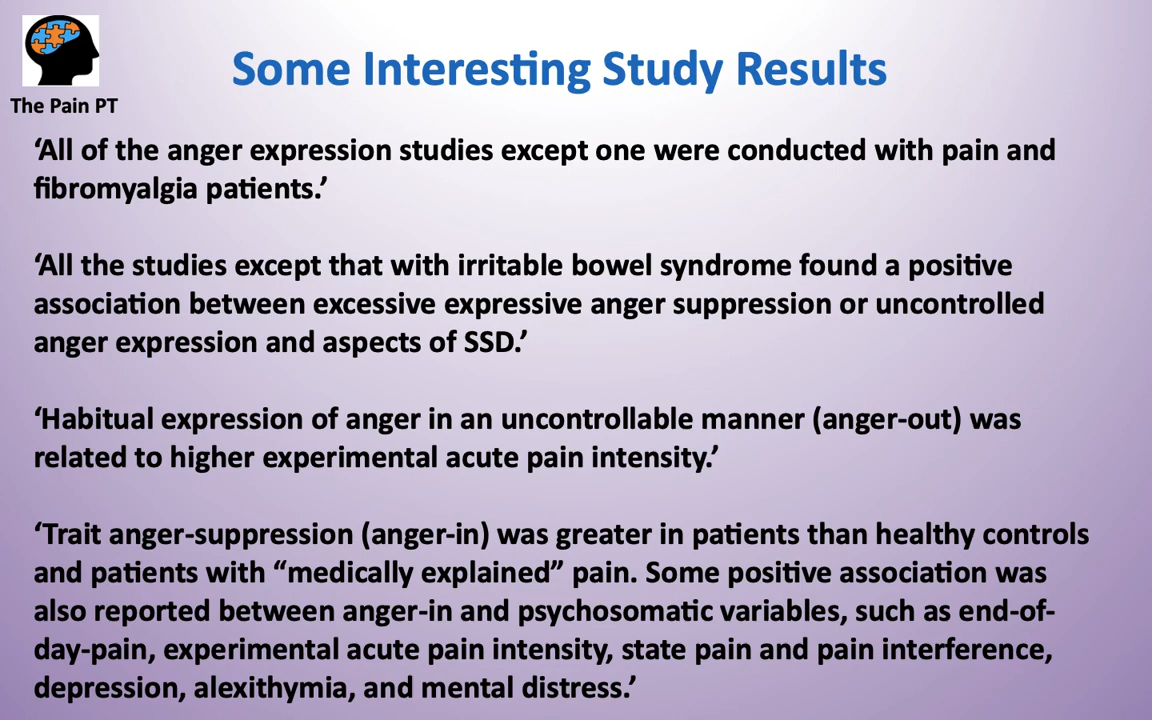 Some Interesting Study Results
The Pain PT
‘All of the anger expression studies except one were conducted with pain and
fibromyalgia patients.’
‘All the studies except that with irritable bowel syndrome found a positive
association between excessive expressive anger suppression or uncontrolled
anger expression and aspects of SSD.’
‘Habitual expression of anger in an uncontrollable manner (anger-out) was
related to higher experimental acute pain intensity.’
‘Trait anger-suppression (anger-in) was greater in patients than healthy controls
and patients with “medically explained” pain. Some positive association was
also reported between anger-in and psychosomatic variables, such as end-of-
day-pain, experimental acute pain intensity, state pain and pain interference,
depression, alexithymia, and mental distress.’